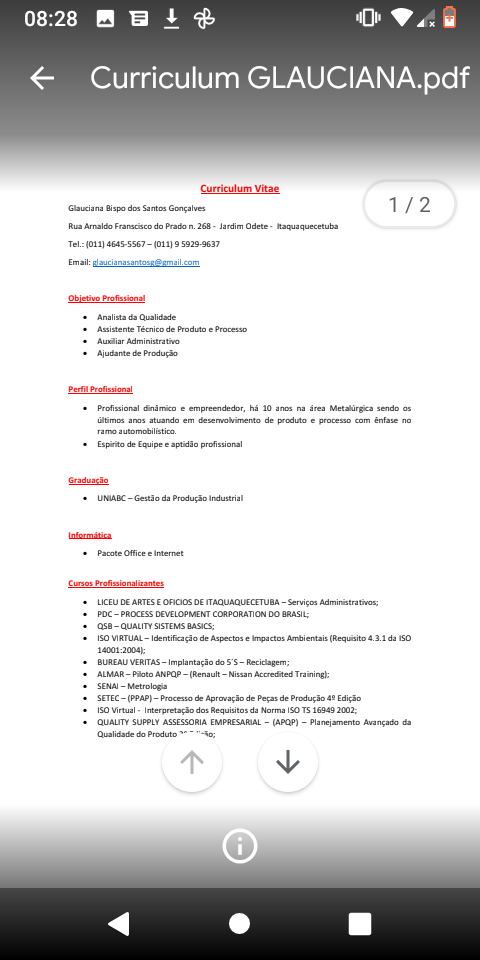 08:28
Curriculum GLAUCIANA.pdf
Curriculum Vitae
1 / 2
Glauciana Bispo dos Santos Gonçalves
Rua Arnaldo Franscisco do Prado n. 268 - Jardim Odete - Itaquaquecetuba
Tel.: (011) 4645-5567 – (011) 9 5929-9637
Email: glaucianasantosg@gmail.com
Objetivo Profissional
• Analista da Qualidade
• Assistente Técnico de Produto e Processo
• Auxiliar Administrativo
• Ajudante de Produção
Perfil Profissional
• Profissional dinâmico e empreendedor, há 10 anos na área Metalúrgica sendo os
últimos anos atuando em desenvolvimento de produto e processo com ênfase no
ramo automobilístico.
• Espirito de Equipe e aptidão profissional
Graduação
• UNIABC – Gestão da Produção Industrial
Informática
• Pacote Office e Internet
Cursos Profissionalizantes
• LICEU DE ARTES E OFICIOS DE ITAQUAQUECETUBA – Serviços Administrativos;
• PDC – PROCESS DEVELOPMENT CORPORATION DO BRASIL;
• QSB – QUALITY SISTEMS BASICS;
• ISO VIRTUAL – Identificação de Aspectos e Impactos Ambientais (Requisito 4.3.1 da ISO
14001:2004);
• BUREAU VERITAS – Implantação do 5´S – Reciclagem;
• ALMAR – Piloto ANPQP – (Renault – Nissan Accredited Training);
• SENAI – Metrologia
• SETEC – (PPAP) – Processo de Aprovação de Peças de Produção 4º Edição
• ISO Virtual - Interpretação dos Requisitos da Norma ISO TS 16949 2002;
• QUALITY SUPPLY ASSESSORIA EMPRESARIAL – (APQP) – Planejamento Avançado da
Qualidade do Produto